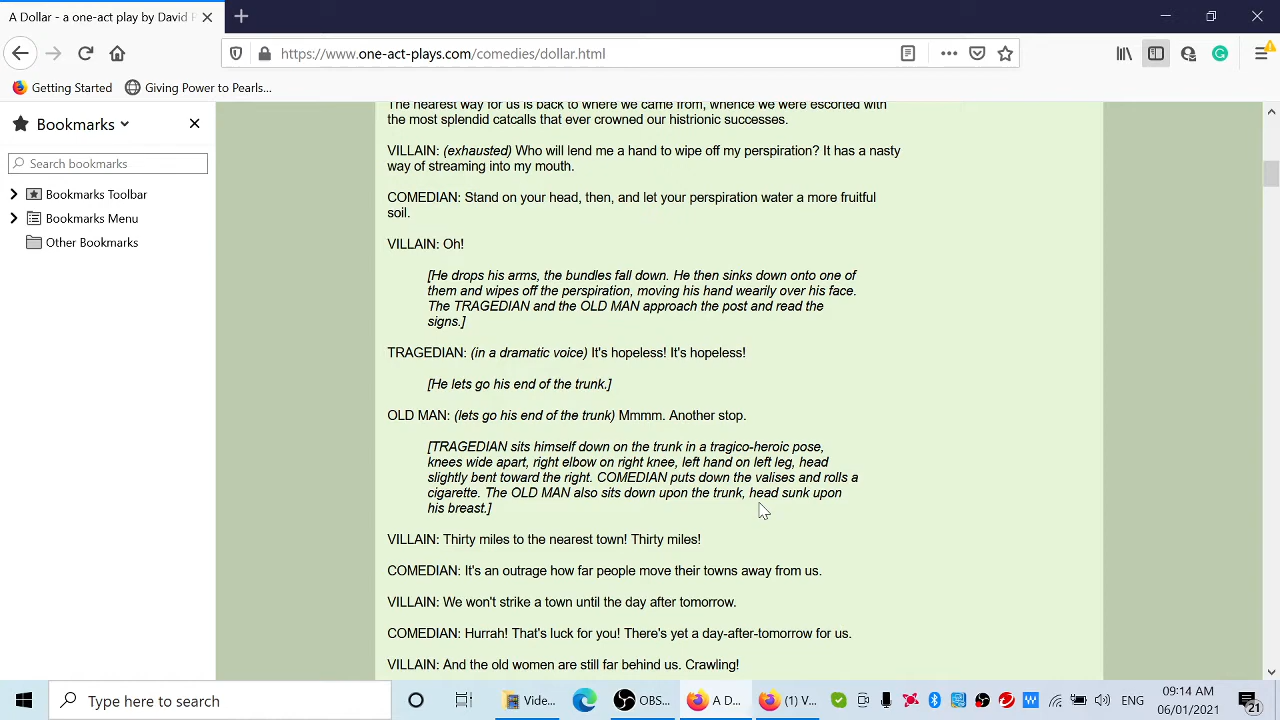 A Dollar - a one-act play by David
https://www.one-act-plays.com/comedies/dollar.html
Getting Started
Giving Power to Pearls...
Bookmarks
Search bookmarks
Bookmarks Toolbar
Bookmarks Menu
Other Bookmarks
The nearest way for us is back to where we came from, whence we were escorted with
the most splendid catcalls that ever crowned our histrionic successes.
VILLAIN: (exhausted) Who will lend me a hand to wipe off my perspiration? It has a nasty
way of streaming into my mouth.
COMEDIAN: Stand on your head, then, and let your perspiration water a more fruitful
soil.
VILLAIN: Oh!
[He drops his arms, the bundles fall down. He then sinks down onto one of
them and wipes off the perspiration, moving his hand wearily over his face.
The TRAGEDIAN and the OLD MAN approach the post and read the
signs.]
TRAGEDIAN: (in a dramatic voice) It's hopeless! It's hopeless!
[He lets go his end of the trunk.]
OLD MAN: (lets go his end of the trunk) Mmmm. Another stop.
[TRAGEDIAN sits himself down on the trunk in a tragico-heroic pose,
knees wide apart, right elbow on right knee, left hand on left leg, head
slightly bent toward the right. COMEDIAN puts down the valises and rolls a
cigarette. The OLD MAN also sits down upon the trunk, head sunk upon
his breast.]
VILLAIN: Thirty miles to the nearest town! Thirty miles!
COMEDIAN: It's an outrage how far people move their towns away from us.
VILLAIN: We won't strike a town until the day after tomorrow.
COMEDIAN: Hurrah! That's luck for you! There's yet a day-after-tomorrow for us.
VILLAIN: And the old women are still far behind us. Crawling!
Type here to search
Vide...
OBS...
A D...
(1) V...
ENG
09:14 AM
06/01/2021
21